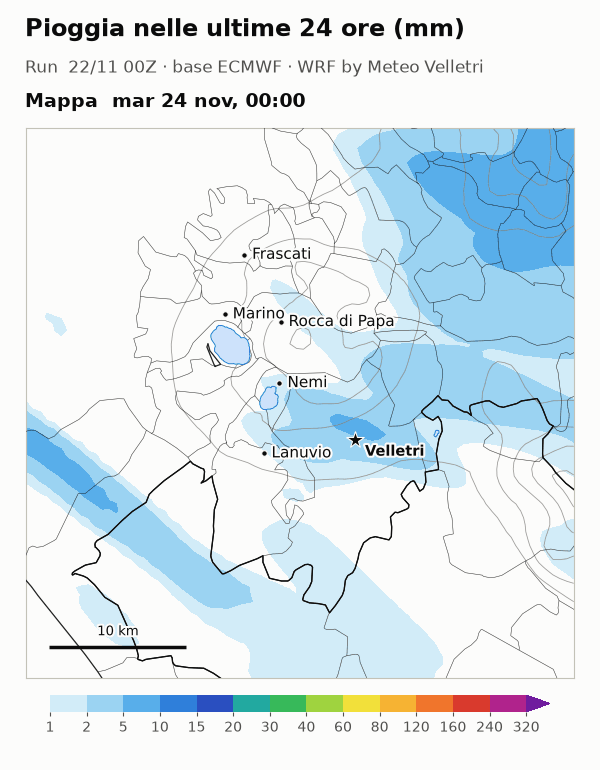 Pioggia nelle ultime 24 ore (mm)
Run 22/11 00Z · base ECMWF · WRF by Meteo Velletri
Mappa mar 24 nov, 00:00
Frascati
Marino
Rocca di Papa
Nemi
Velletri
Lanuvio
10 km
1 2 5 10 15 20 30 40 60 80 120 160 240 320